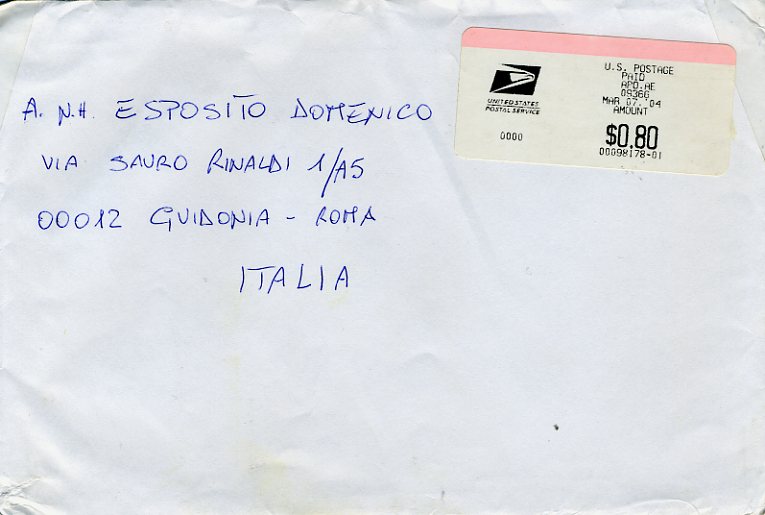 A. N.H. ESPOSITO DOMENICO
VIA SAURO RINALDI 1/A5
00012 GUIDONIA - ROMA
ITALIA
UNITED STATES
POSTAL SERVICE
0000
U.S. POSTAGE
PAID
APO.AE
09366
MAR 07. '04
AMOUNT
$0.80
00098178-01